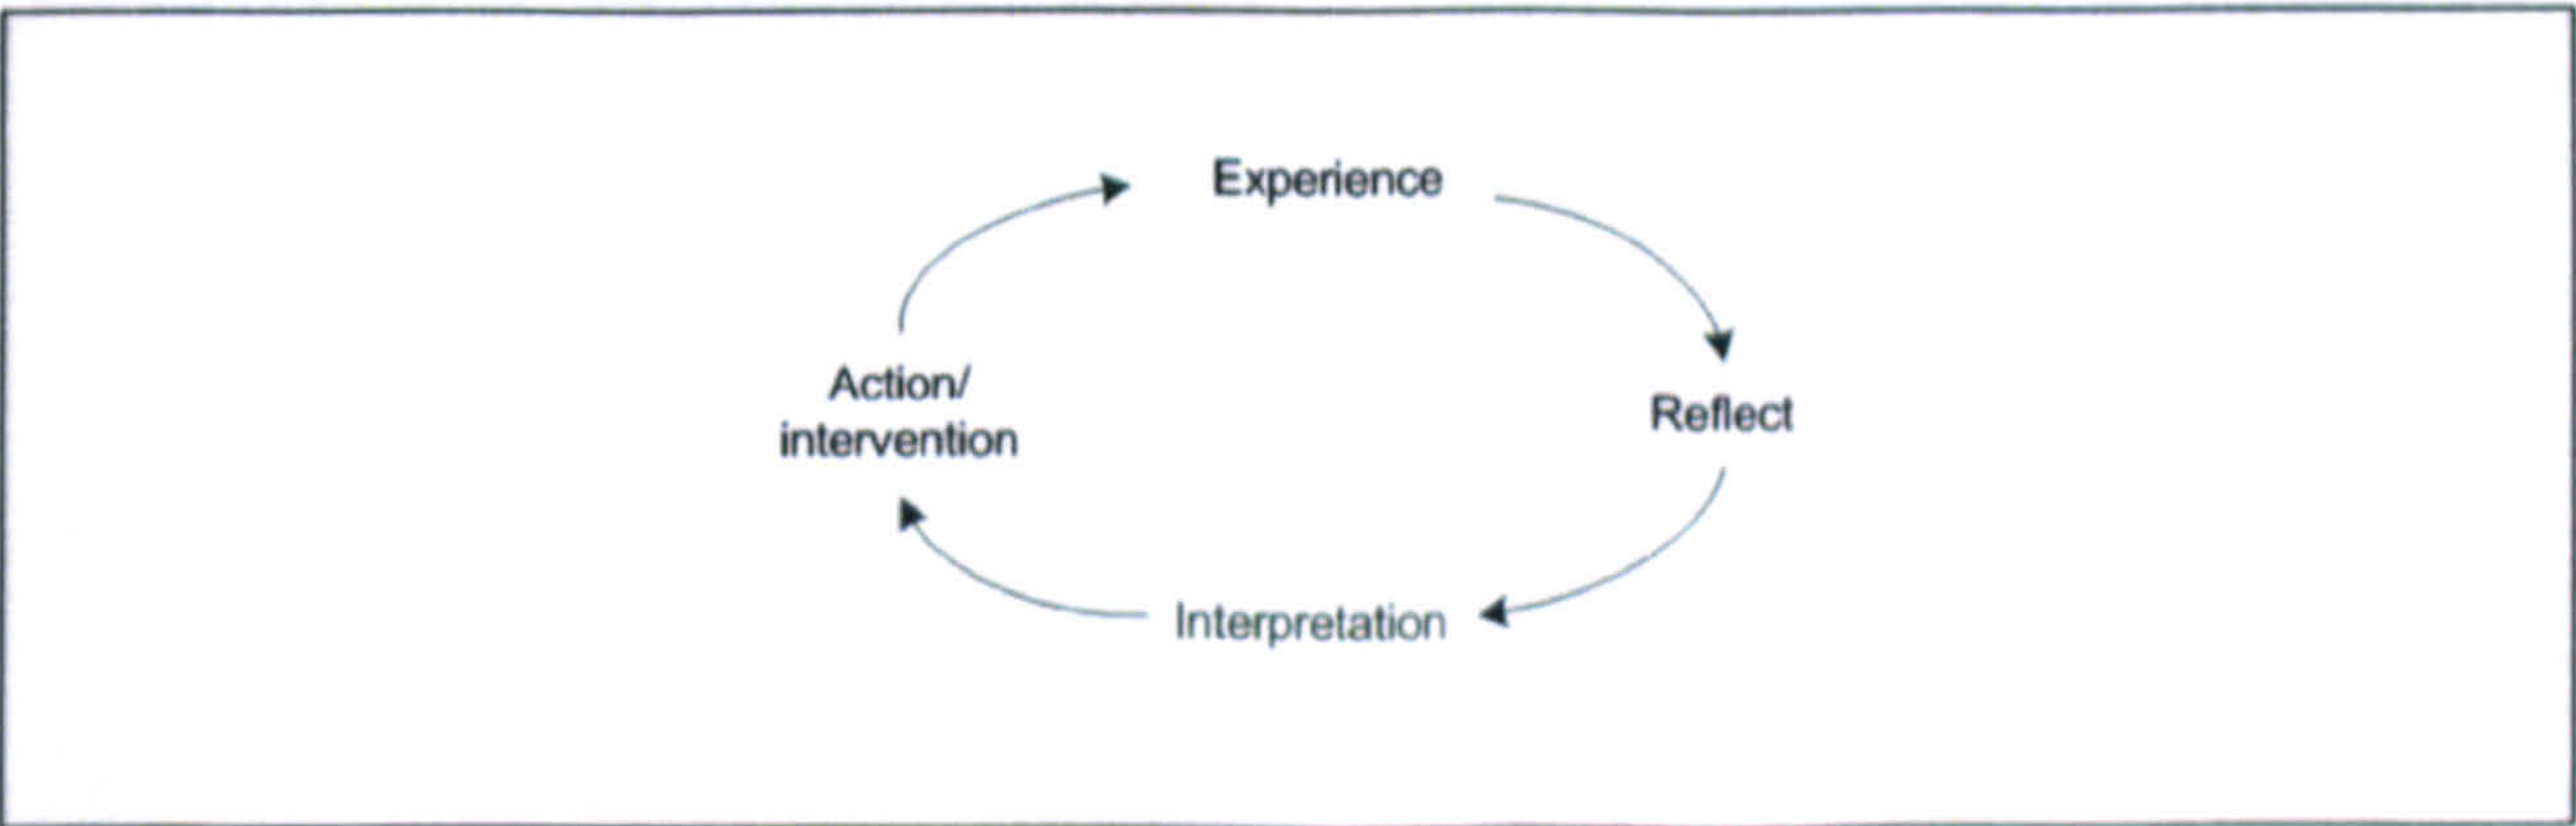 Experience
Action/
intervention
Reflect
Interpretation